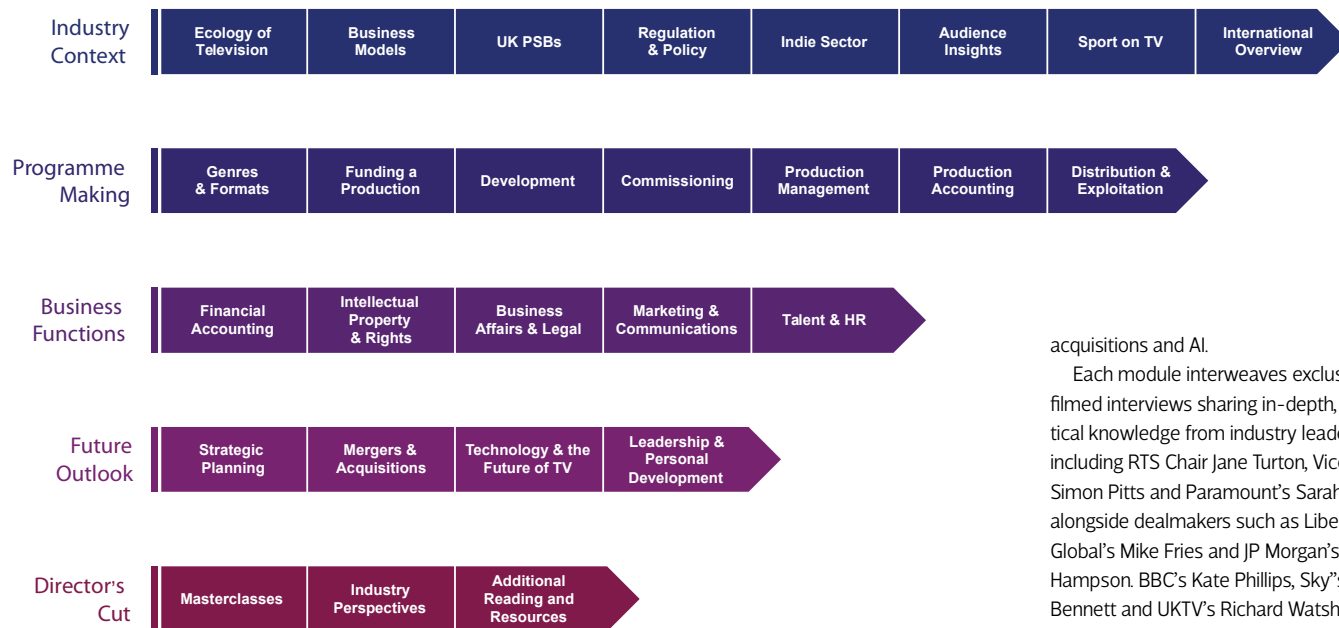 Industry
Context
Ecology of
Television
Business
Models
UK PSBs
Regulation
& Policy
Indie Sector
Audience
Insights
Sport on TV
International
Overview
Programme
Making
Genres
& Formats
Funding a
Production
Development
Commissioning
Production
Management
Production
Accounting
Distribution &
Exploitation
Business
Functions
Financial
Accounting
Intellectual
Property
& Rights
Business
Affairs & Legal
Marketing &
Communications
Talent & HR
Future
Outlook
Strategic
Planning
Mergers &
Acquisitions
Technology & the
Future of TV
Leadership &
Personal
Development
Director's
Cut
Masterclasses
Industry
Perspectives
Additional
Reading and
Resources
acquisitions and AI.
Each module interweaves
filmed interviews sharing in-depth,
tical knowledge from industry
including RTS Chair Jane Turton,
Simon Pitts and Paramount's Sarah
alongside dealmakers such as
Global's Mike Fries and JP Morgan's
Hampson. BBC's Kate Phillips, Sky"s
Bennett and UKTV's Richard